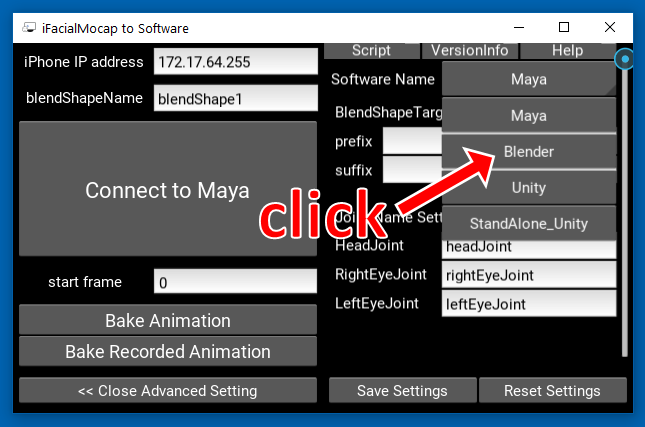 iFacialMocap to Software
iPhone IP address
172.17.64.255
blendShapeName
blendShape1
Connect to Maya
start frame
0
Bake Animation
Bake Recorded Animation
<< Close Advanced Setting
Script
VersionInfo
Help
Software Name
Maya
Maya
Blender
Unity
StandAlone_Unity
BlendShapeTarg
prefix
suffix
click
Name Set
HeadJoint
headJoint
RightEyeJoint
rightEyeJoint
LeftEyeJoint
leftEyeJoint
Save Settings
Reset Settings